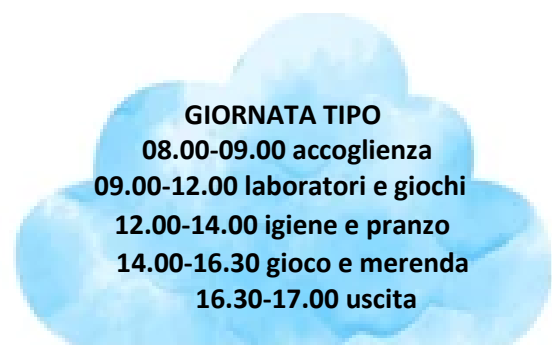 GIORNATA TIPO
08.00-09.00 accoglienza
09.00-12.00 laboratori e giochi
12.00-14.00 igiene e pranzo
14.00-16.30 gioco e merenda
16.30-17.00 uscita